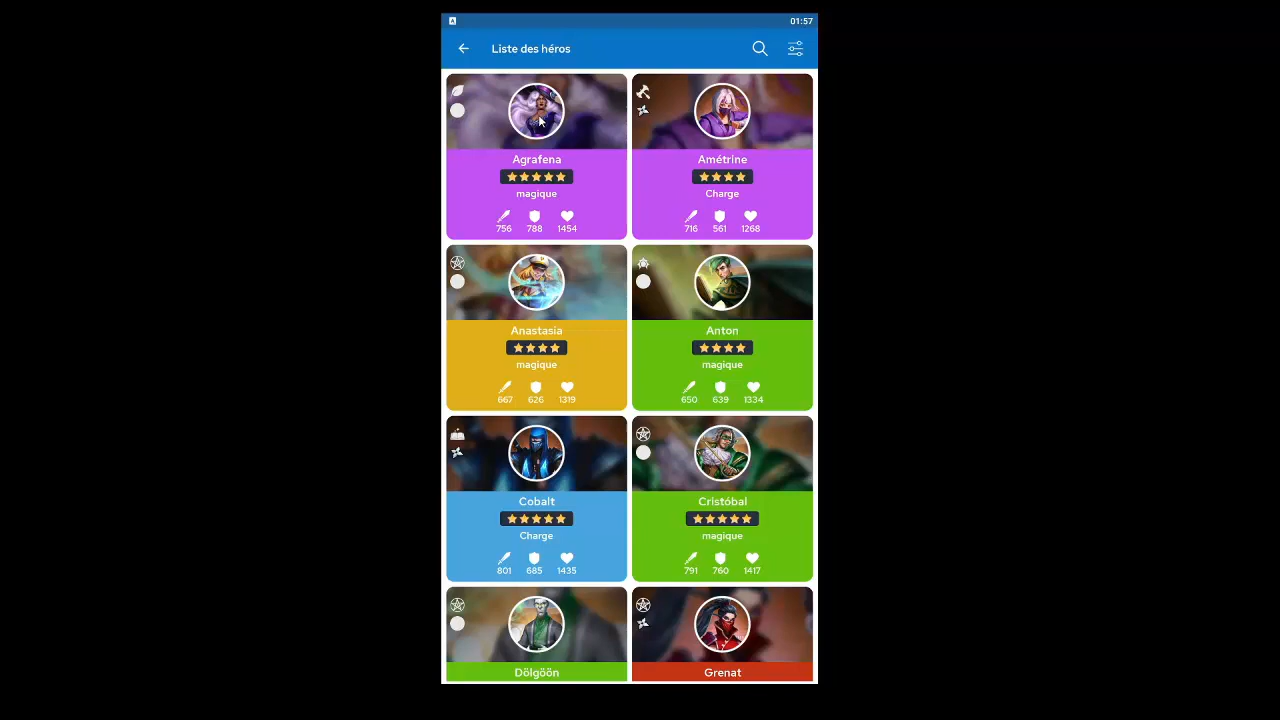 01:57
Liste des héros
Agrafena
magique
756 788 1454
Amétrine
Charge
716 561 1268
Anastasia
magique
667 626 1319
Anton
magique
650 639 1334
Cobalt
Charge
801 685 1435
Cristóbal
magique
791 760 1417
Dölgöön
Grenat